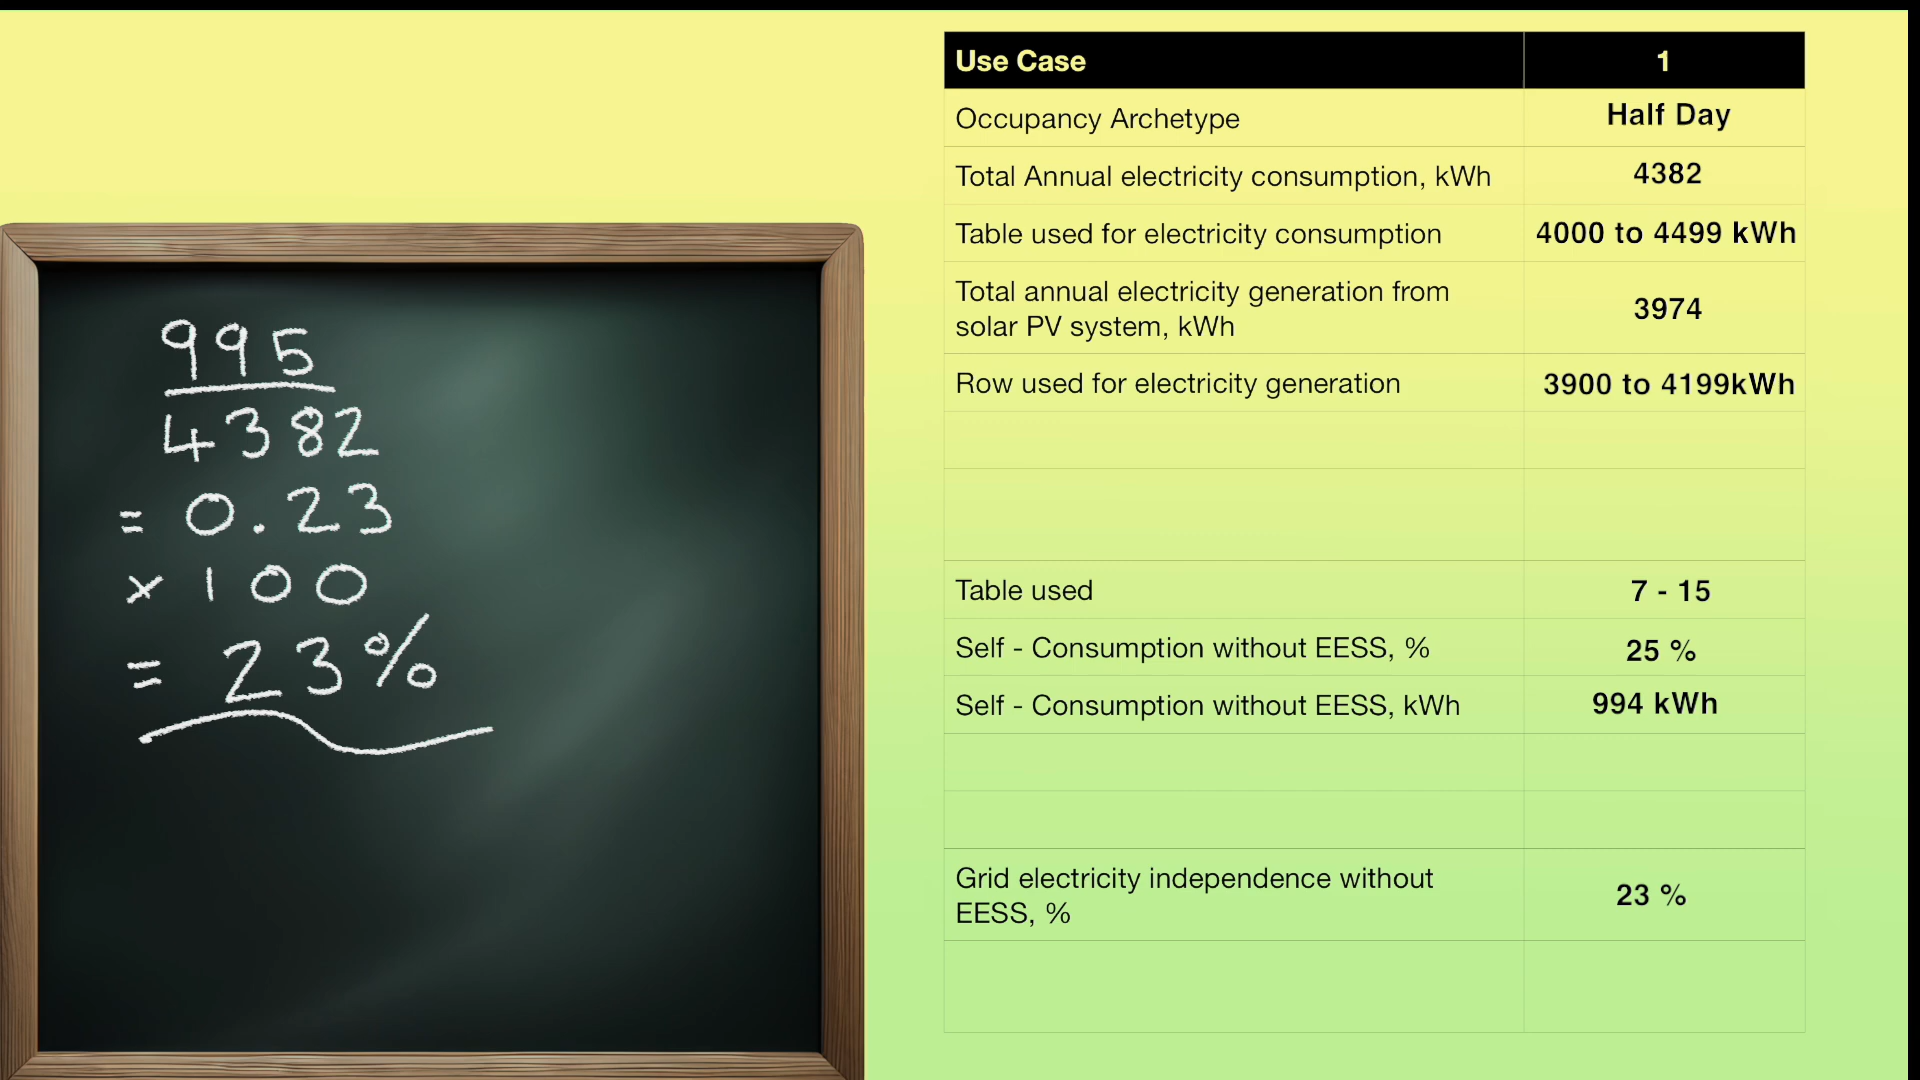 995
4382
= 0.23
× 100
= 23%
Use Case 1
Occupancy Archetype Half Day
Total Annual electricity consumption, kWh 4382
Table used for electricity consumption 4000 to 4499 kWh
Total annual electricity generation from
solar PV system, kWh 3974
Row used for electricity generation 3900 to 4199kWh
Table used 7 - 15
Self - Consumption without EESS, % 25 %
Self - Consumption without EESS, kWh 994 kWh
Grid electricity independence without
EESS, % 23 %